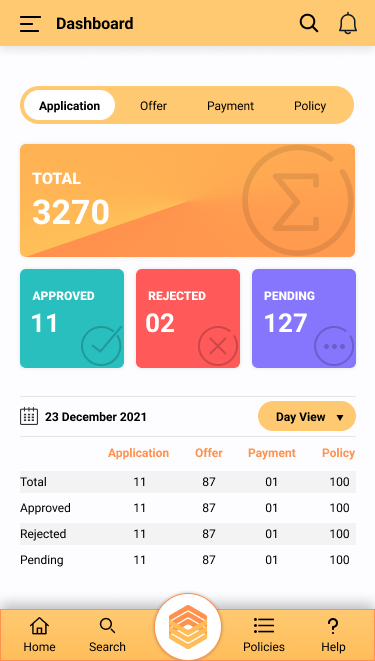 Dashboard
Application Offer Payment Policy
TOTAL
3270
APPROVED REJECTED PENDING
11 02 127
23 December 2021 Day View
Application Offer Payment Policy
Total 11 87 01 100
Approved 11 87 01 100
Rejected 11 87 01 100
Pending 11 87 01 100
Home Search Policies Help